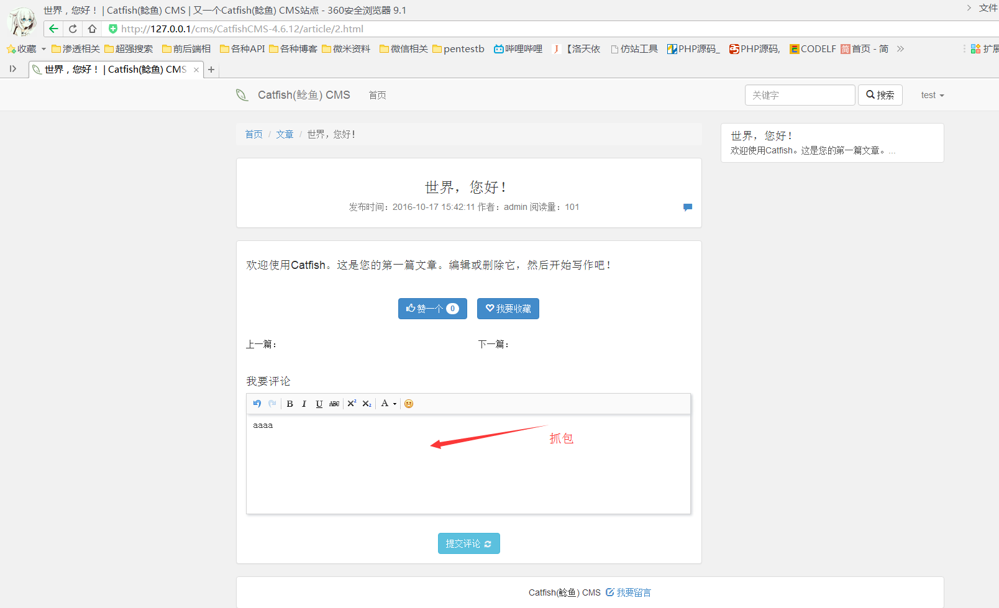 世界，您好！ | Catfish(鲶鱼) CMS | 又一个Catfish(鲶鱼) CMS站点 - 360安全浏览器 9.1
文件
http://127.0.0.1/cms/CatfishCMS-4.6.12/article/2.html
收藏 渗透相关 超强搜索 前后端相 各种API 各种博客 微米资料 微信相关 pentestb 哔哩哔哩 【洛天依 仿站工具 PHP源码_ PHP源码, CODELF 简 首页 - 简 » 扩展
世界，您好！ | Catfish(鲶鱼) CMS × +
Catfish(鲶鱼) CMS 首页 关键字 搜索 test
首页 / 文章 / 世界，您好！
世界，您好！
欢迎使用Catfish。这是您的第一篇文章。...
世界，您好！
发布时间：2016-10-17 15:42:11 作者：admin 阅读量：101
欢迎使用Catfish。这是您的第一篇文章。编辑或删除它，然后开始写作吧！
赞一个 0 我要收藏
上一篇： 下一篇：
我要评论
B I U ABC X² X₂ A
aaaa
抓包
提交评论
Catfish(鲶鱼) CMS 我要留言